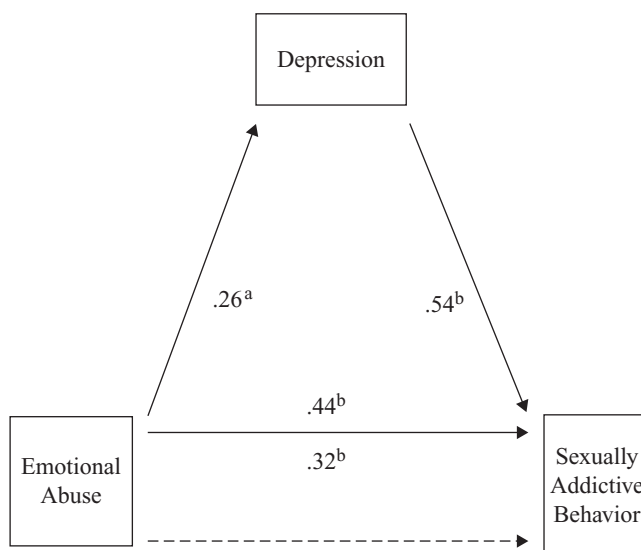 Depression
.26a
.54b
.44b
.32b
Emotional
Abuse
Sexually
Addictive
Behavior